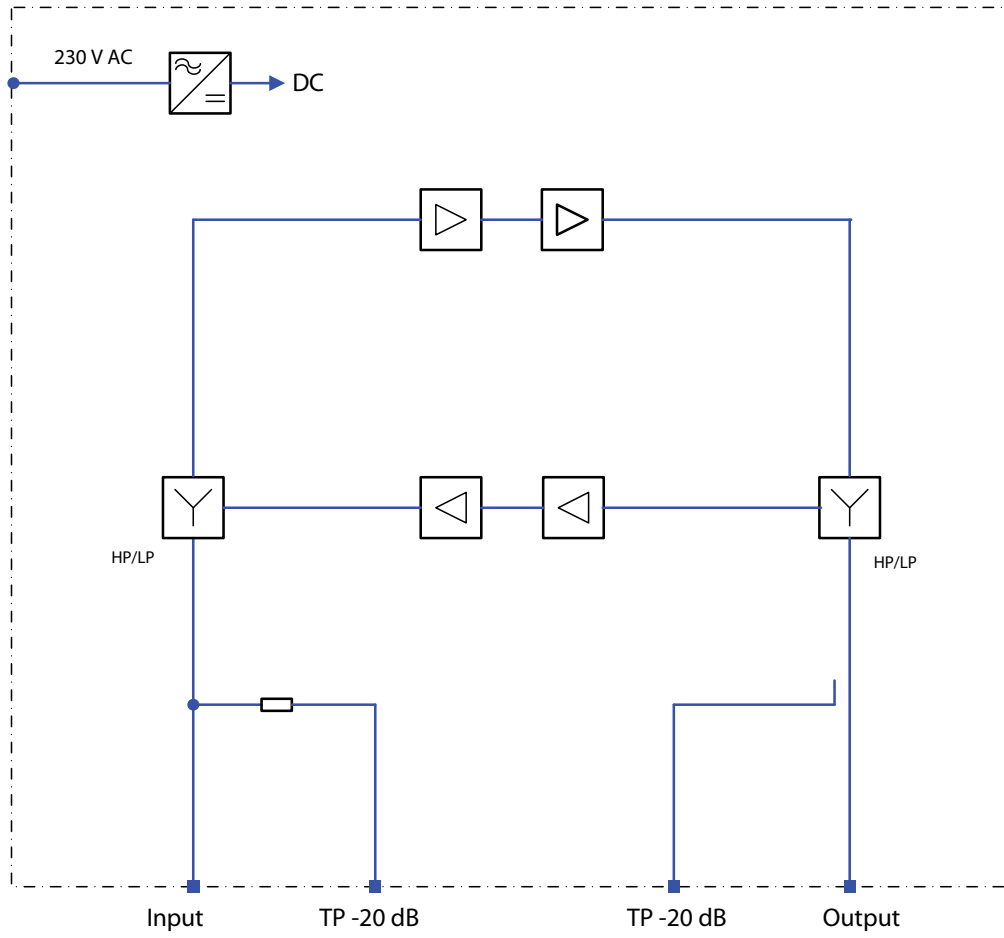 230 V AC
DC
HP/LP
HP/LP
Input
TP -20 dB
TP -20 dB
Output